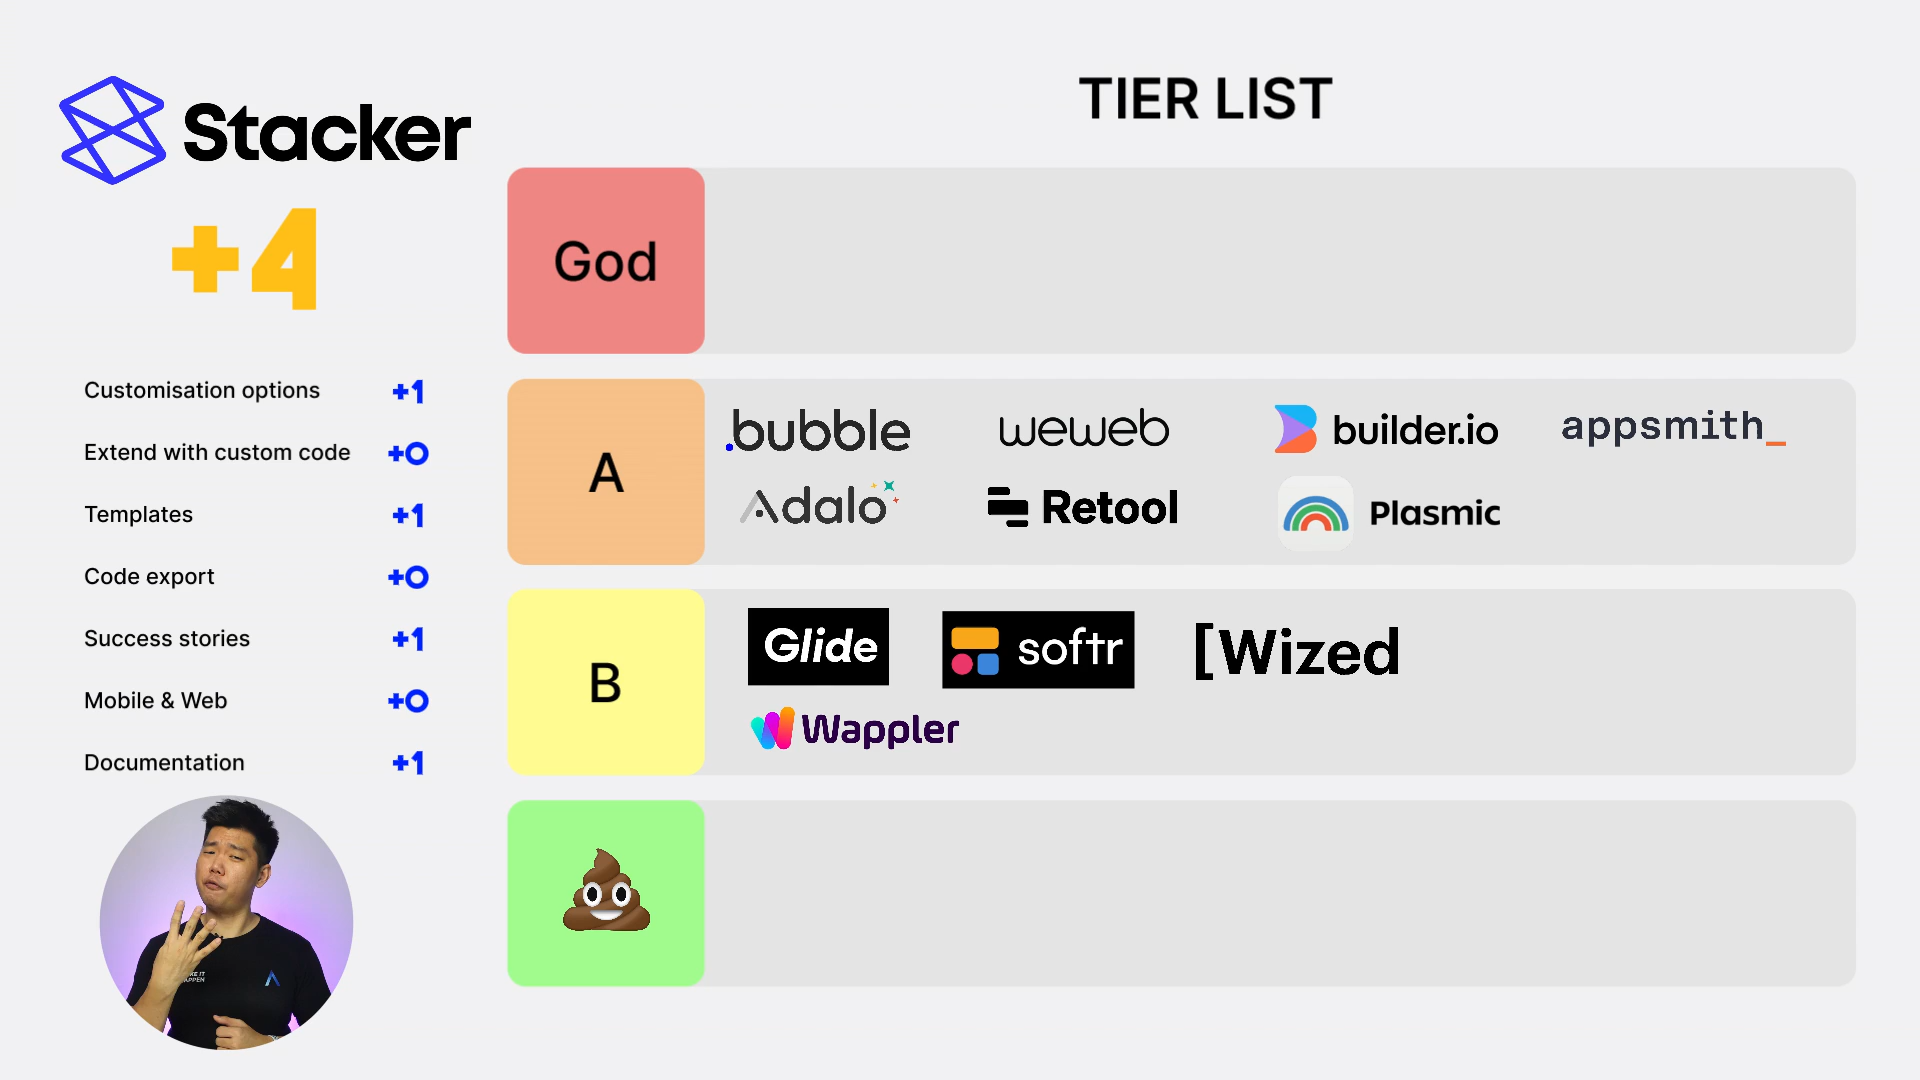 Stacker
+4
Customisation options +1
Extend with custom code +0
Templates +1
Code export +0
Success stories +1
Mobile & Web +0
Documentation +1
TIER LIST
God
A
.bubble weweb builder.io appsmith_
Adalo Retool Plasmic
B
Glide softr [Wized
Wappler